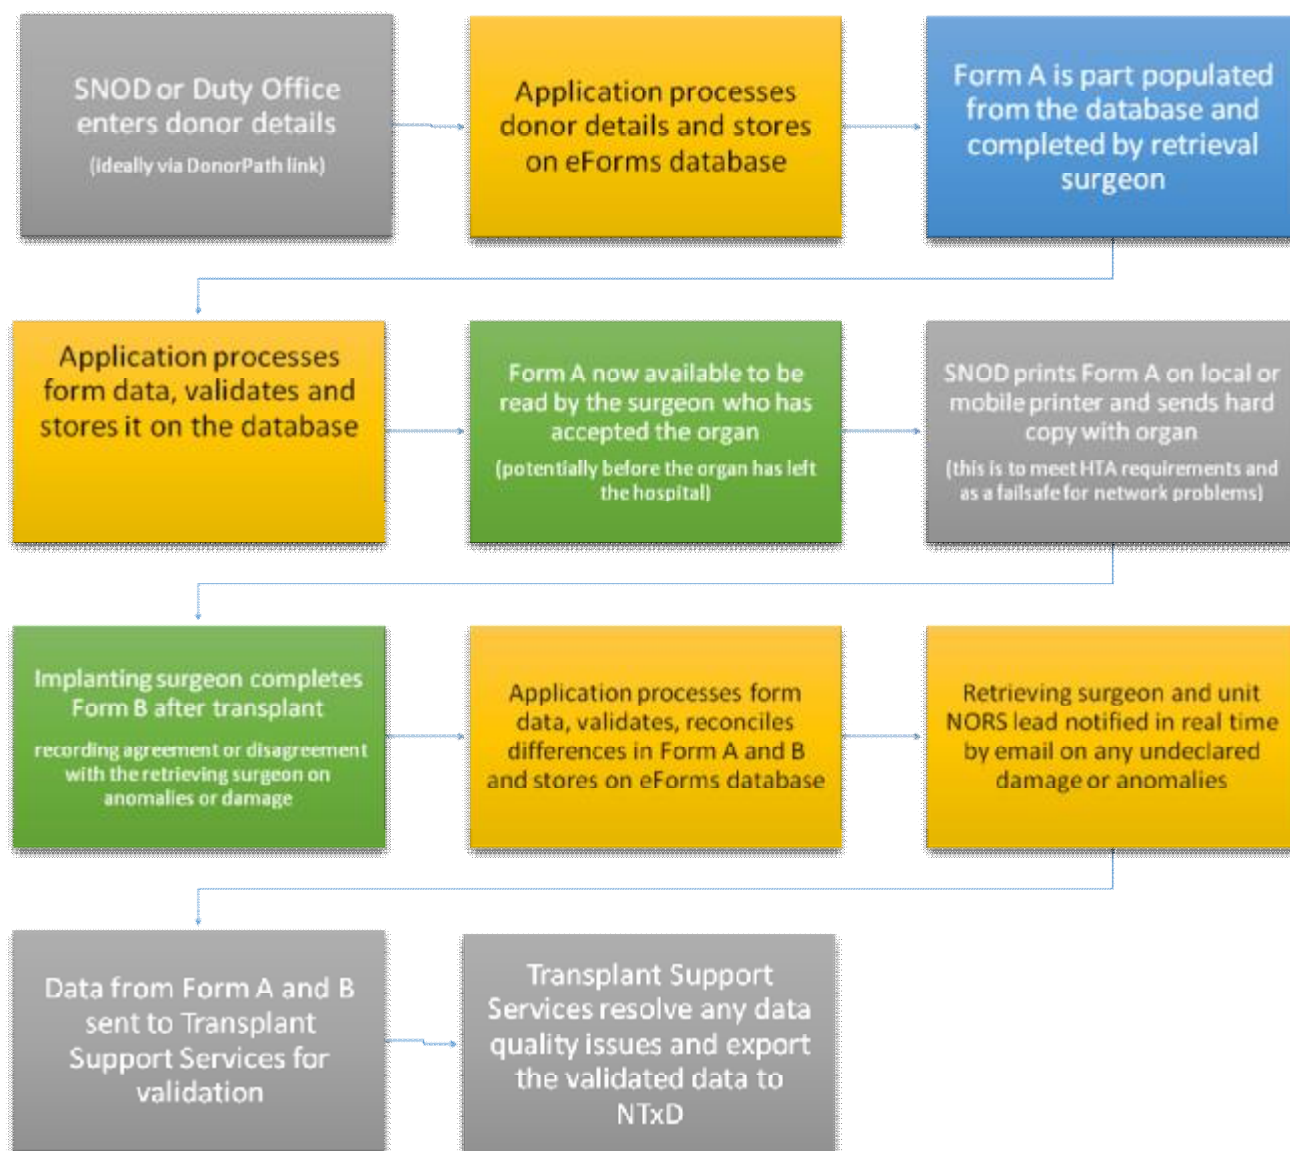 SNOD or Duty Office
enters donor details
(ideally via DonorPath link)
Application processes
donor details and stores
on eForms database
Form A is part populated
from the database and
completed by retrieval
surgeon
Application processes
form data, validates and
stores it on the database
Form A now available to be
read by the surgeon who has
accepted the organ
(potentially before the organ has left
the hospital)
SNOD prints Form A on local or
mobile printer and sends hard
copy with organ
(this is to meet HTA requirements and
as a failsafe for network problems)
Implanting surgeon completes
Form B after transplant
recording agreement or disagreement
with the retrieving surgeon on
anomalies or damage
Application processes form
data, validates, reconciles
differences in Form A and B
and stores on eForms database
Retrieving surgeon and unit
NORS lead notified in real time
by email on any undeclared
damage or anomalies
Data from Form A and B
sent to Transplant
Support Services for
validation
Transplant Support
Services resolve any data
quality issues and export
the validated data to
NTxD